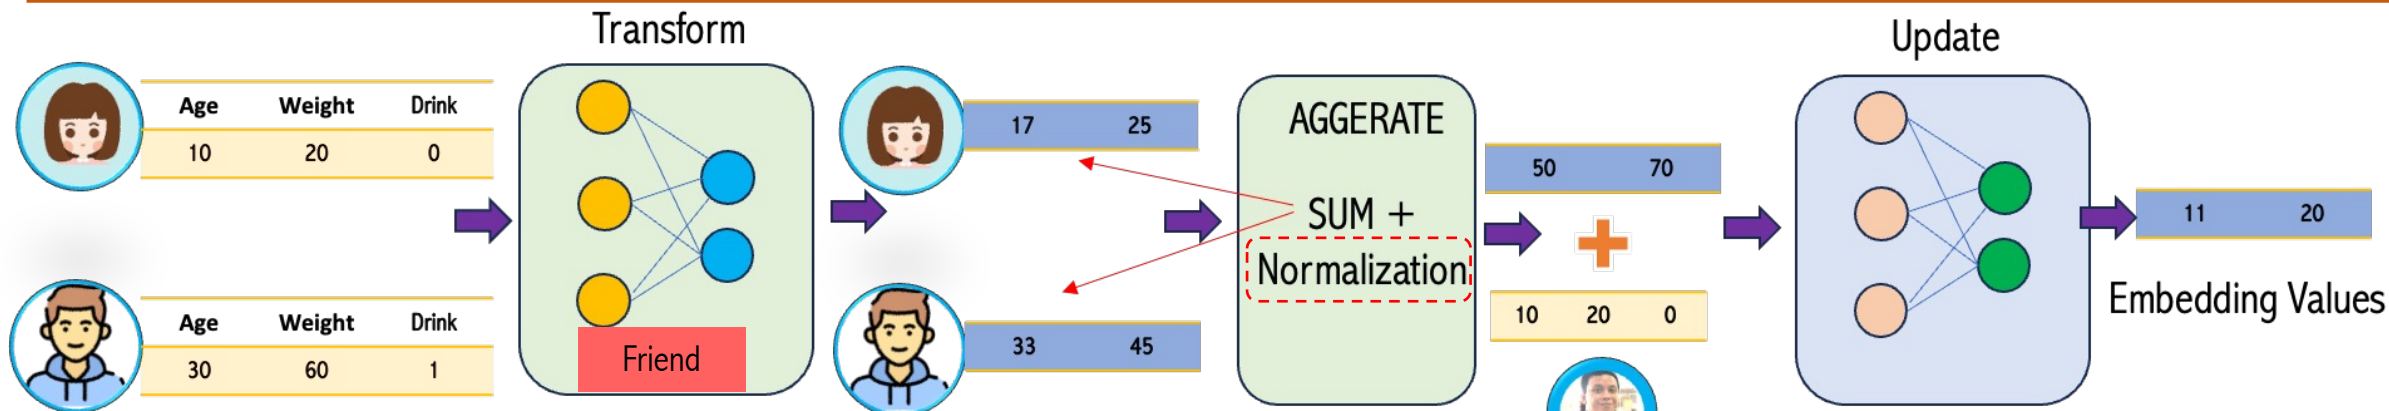 Transform
Update
Age Weight Drink
10 20 0
17 25
AGGERATE
SUM +
Normalization
50 70
10 20 0
11 20
Embedding Values
Age Weight Drink
30 60 1
Friend
33 45